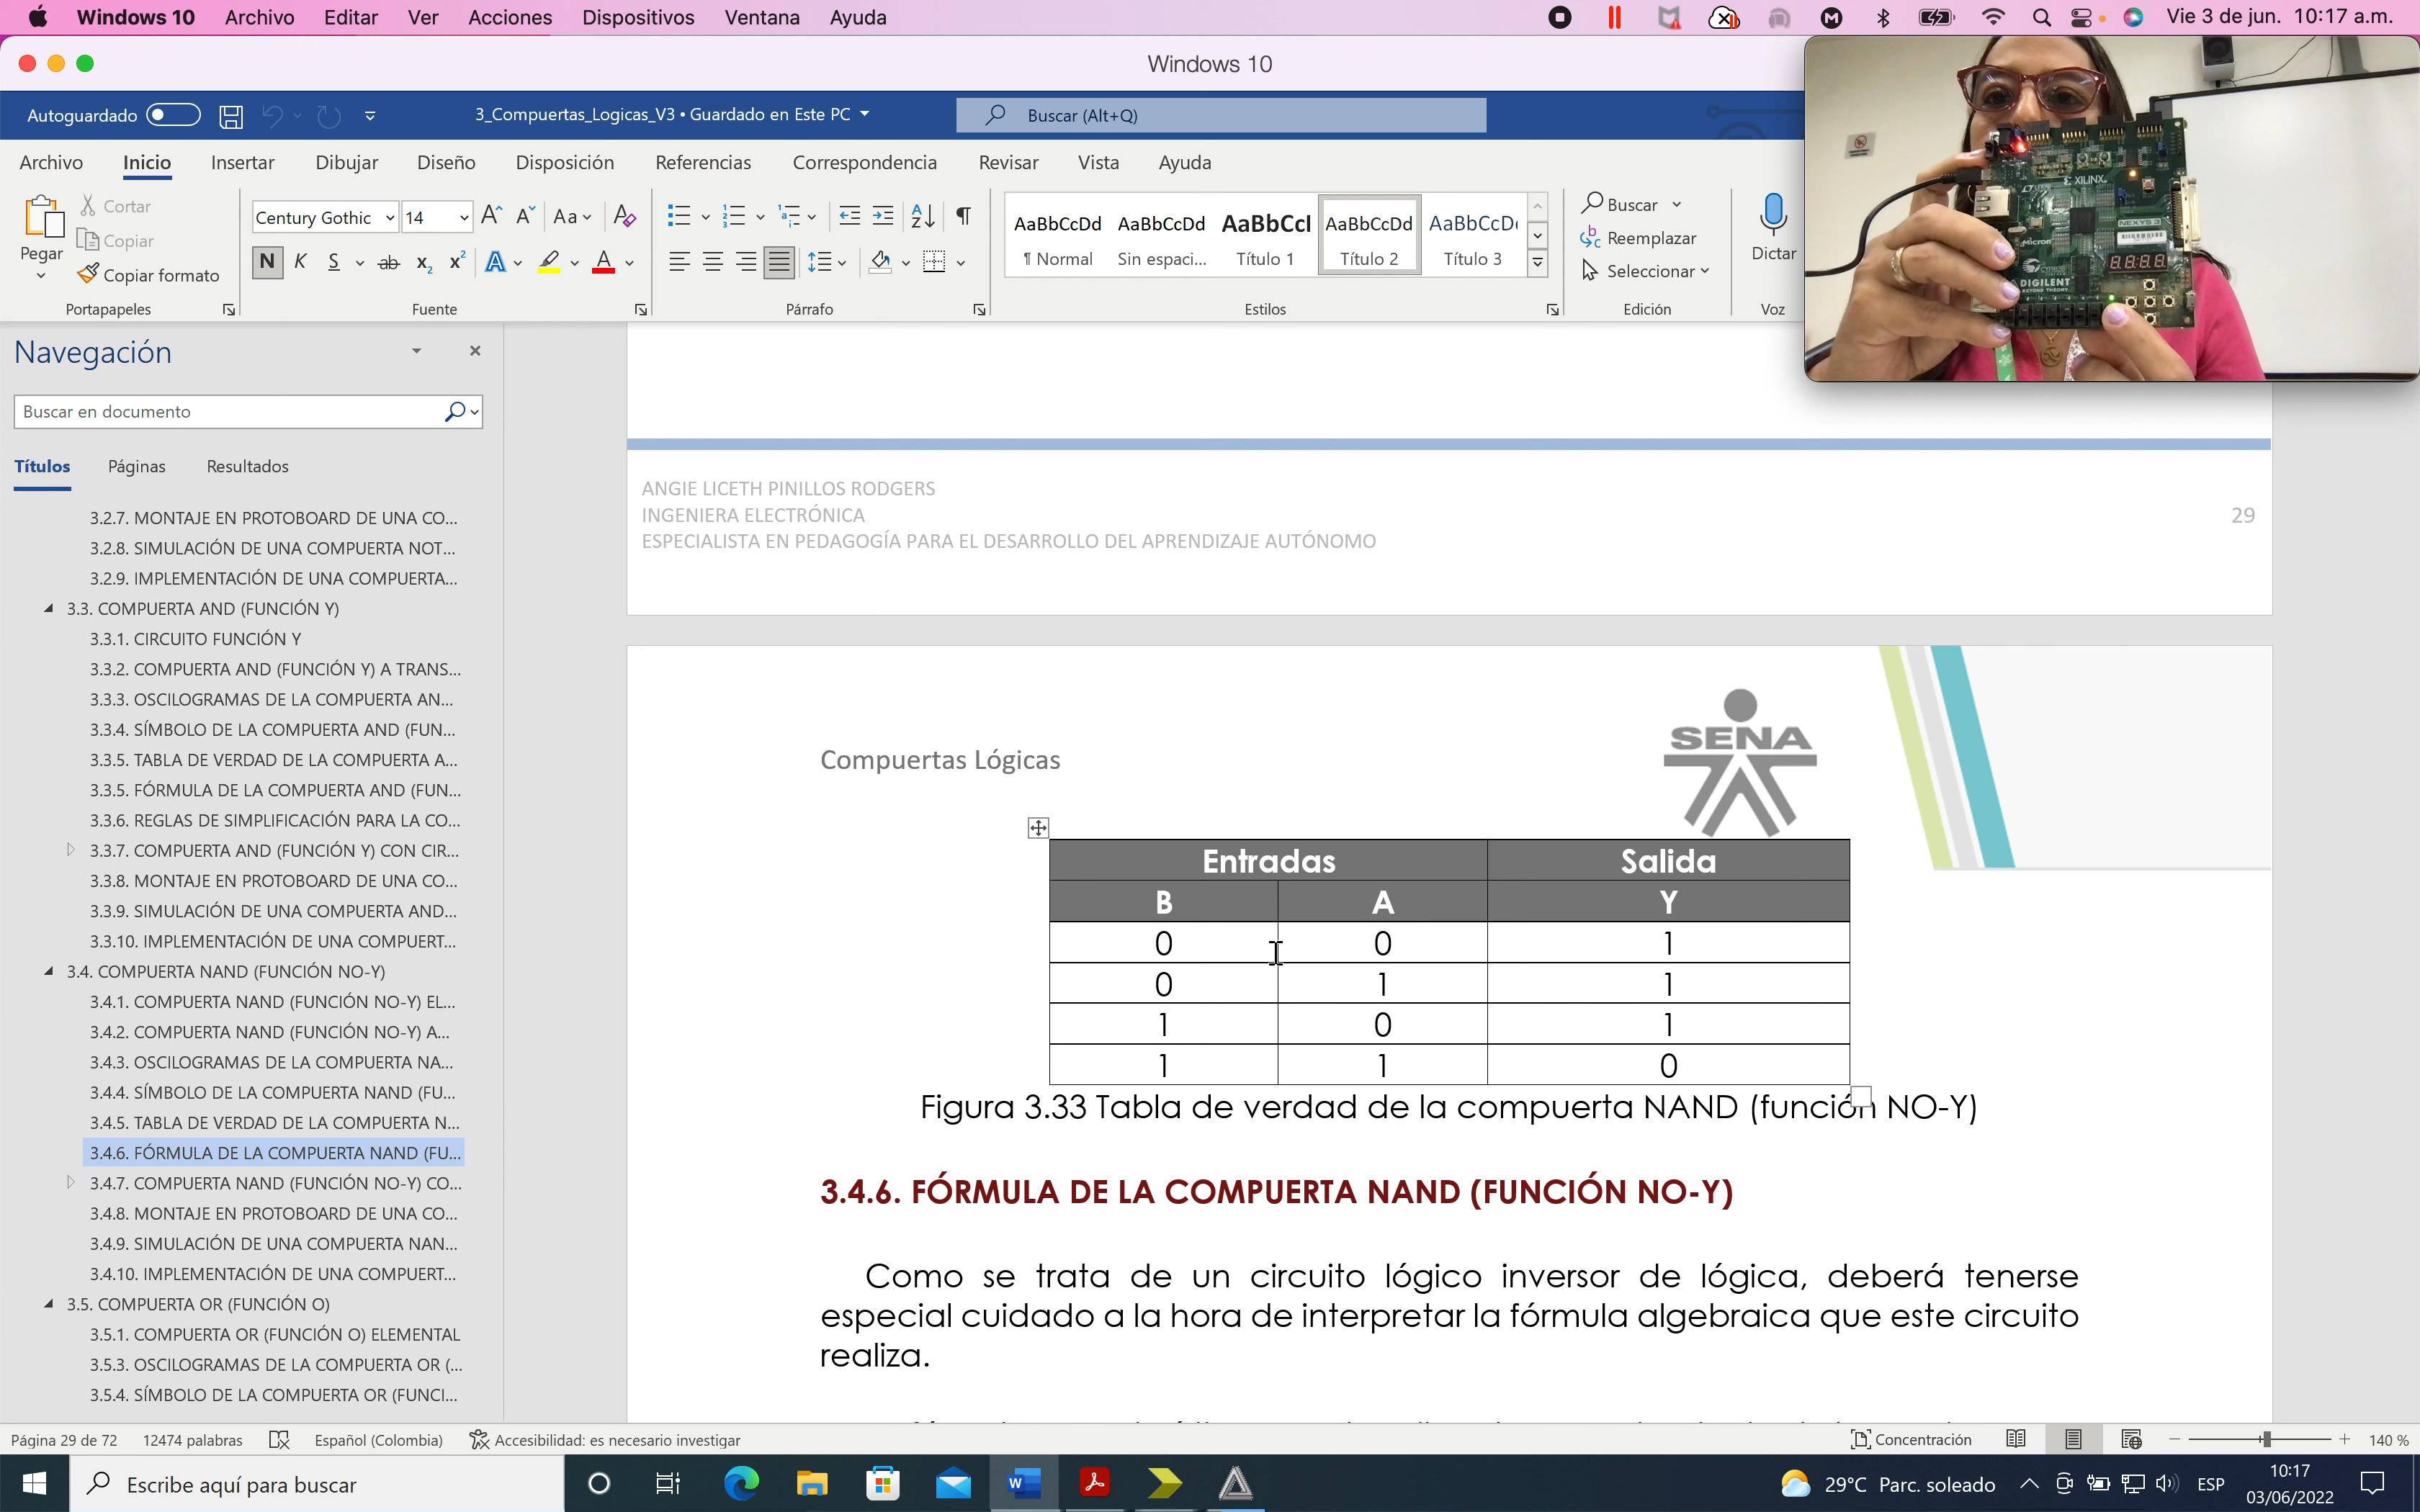 Windows 10 Archivo Editar Ver Acciones Dispositivos Ventana Ayuda Vie 3 de jun. 10:17 a.m.
Windows 10
Autoguardado 3_Compuertas_Logicas_V3 • Guardado en Este PC Buscar (Alt+Q)
Archivo Inicio Insertar Dibujar Diseño Disposición Referencias Correspondencia Revisar Vista Ayuda
Pegar Cortar Copiar Copiar formato
Century Gothic 14 Aa
N K S ab x2 x2 A A
AaBbCcDd AaBbCcDd AaBbCcI AaBbCcDd AaBbCcD
¶ Normal Sin espaci... Título 1 Título 2 Título 3
Buscar
Reemplazar
Seleccionar
Dictar
Portapapeles Fuente Párrafo Estilos Edición Voz
XILINX
NEXYS3
Micron
DIGILENT
BEYOND THEORY
Navegación
Buscar en documento
Títulos Páginas Resultados
3.2.7. MONTAJE EN PROTOBOARD DE UNA CO...
3.2.8. SIMULACIÓN DE UNA COMPUERTA NOT...
3.2.9. IMPLEMENTACIÓN DE UNA COMPUERTA...
3.3. COMPUERTA AND (FUNCIÓN Y)
3.3.1. CIRCUITO FUNCIÓN Y
3.3.2. COMPUERTA AND (FUNCIÓN Y) A TRANS...
3.3.3. OSCILOGRAMAS DE LA COMPUERTA AN...
3.3.4. SÍMBOLO DE LA COMPUERTA AND (FUN...
3.3.5. TABLA DE VERDAD DE LA COMPUERTA A...
3.3.5. FÓRMULA DE LA COMPUERTA AND (FUN...
3.3.6. REGLAS DE SIMPLIFICACIÓN PARA LA CO...
3.3.7. COMPUERTA AND (FUNCIÓN Y) CON CIR...
3.3.8. MONTAJE EN PROTOBOARD DE UNA CO...
3.3.9. SIMULACIÓN DE UNA COMPUERTA AND...
3.3.10. IMPLEMENTACIÓN DE UNA COMPUERT...
3.4. COMPUERTA NAND (FUNCIÓN NO-Y)
3.4.1. COMPUERTA NAND (FUNCIÓN NO-Y) EL...
3.4.2. COMPUERTA NAND (FUNCIÓN NO-Y) A...
3.4.3. OSCILOGRAMAS DE LA COMPUERTA NA...
3.4.4. SÍMBOLO DE LA COMPUERTA NAND (FU...
3.4.5. TABLA DE VERDAD DE LA COMPUERTA N...
3.4.6. FÓRMULA DE LA COMPUERTA NAND (FU...
3.4.7. COMPUERTA NAND (FUNCIÓN NO-Y) CO...
3.4.8. MONTAJE EN PROTOBOARD DE UNA CO...
3.4.9. SIMULACIÓN DE UNA COMPUERTA NAN...
3.4.10. IMPLEMENTACIÓN DE UNA COMPUERT...
3.5. COMPUERTA OR (FUNCIÓN O)
3.5.1. COMPUERTA OR (FUNCIÓN O) ELEMENTAL
3.5.3. OSCILOGRAMAS DE LA COMPUERTA OR (...
3.5.4. SÍMBOLO DE LA COMPUERTA OR (FUNCI...
ANGIE LICETH PINILLOS RODGERS
INGENIERA ELECTRÓNICA 29
ESPECIALISTA EN PEDAGOGÍA PARA EL DESARROLLO DEL APRENDIZAJE AUTÓNOMO
Compuertas Lógicas
SENA
Entradas Salida
B A Y
0 0 1
0 1 1
1 0 1
1 1 0
Figura 3.33 Tabla de verdad de la compuerta NAND (función NO-Y)
3.4.6. FÓRMULA DE LA COMPUERTA NAND (FUNCIÓN NO-Y)
Como se trata de un circuito lógico inversor de lógica, deberá tenerse
especial cuidado a la hora de interpretar la fórmula algebraica que este circuito
realiza.
Página 29 de 72 12474 palabras Español (Colombia) Accesibilidad: es necesario investigar Concentración 140 %
Escribe aquí para buscar 29°C Parc. soleado ESP 10:17
03/06/2022